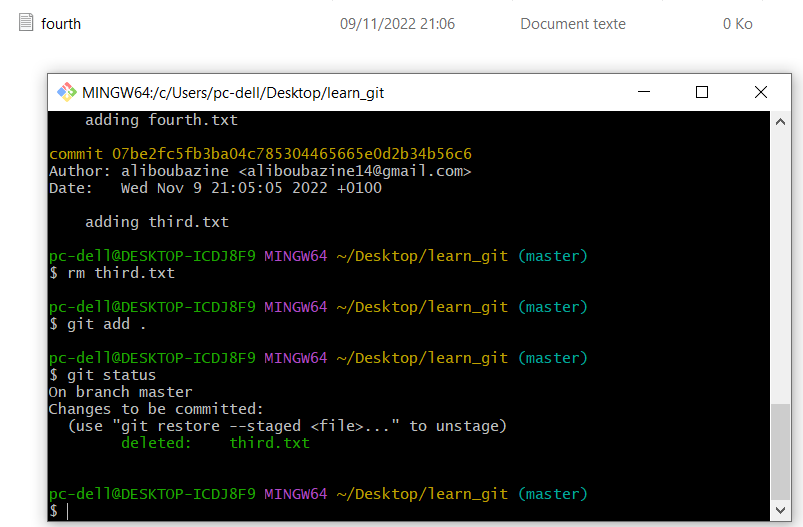 fourth 09/11/2022 21:06 Document texte 0 Ko
MINGW64:/c/Users/pc-dell/Desktop/learn_git
adding fourth.txt
commit 07be2fc5fb3ba04c785304465665e0d2b34b56c6
Author: aliboubazine <aliboubazine14@gmail.com>
Date:   Wed Nov 9 21:05:05 2022 +0100
adding third.txt
pc-dell@DESKTOP-ICDJ8F9 MINGW64 ~/Desktop/learn_git (master)
$ rm third.txt
pc-dell@DESKTOP-ICDJ8F9 MINGW64 ~/Desktop/learn_git (master)
$ git add .
pc-dell@DESKTOP-ICDJ8F9 MINGW64 ~/Desktop/learn_git (master)
$ git status
On branch master
Changes to be committed:
  (use "git restore --staged <file>..." to unstage)
        deleted:    third.txt
pc-dell@DESKTOP-ICDJ8F9 MINGW64 ~/Desktop/learn_git (master)
$